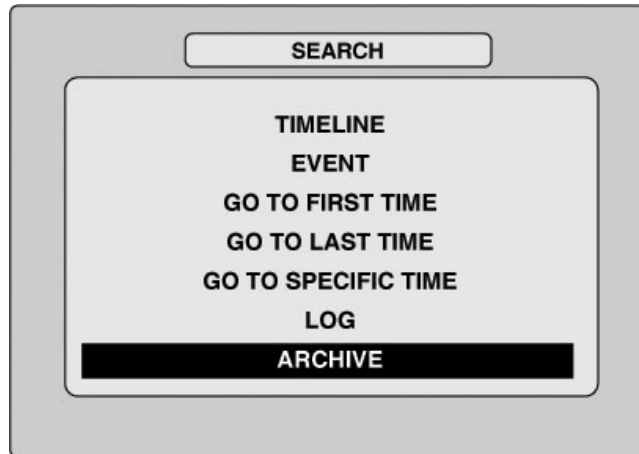 SEARCH
TIMELINE
EVENT
GO TO FIRST TIME
GO TO LAST TIME
GO TO SPECIFIC TIME
LOG
ARCHIVE